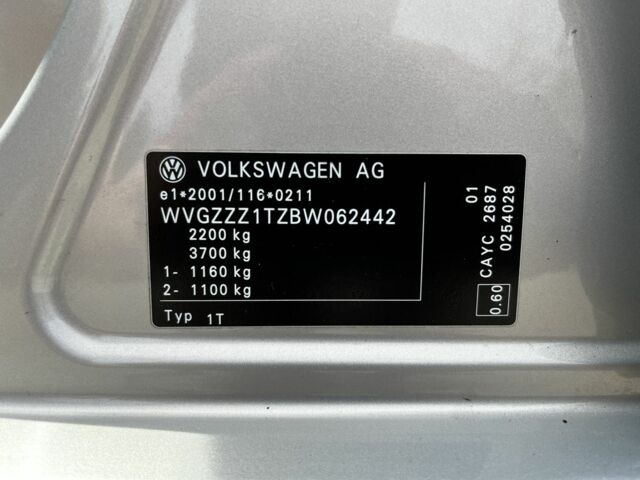 VOLKSWAGEN AG
e1*2001/116*0211
WVGZZZ1TZBW062442
2200 kg
3700 kg
1- 1160 kg
2- 1100 kg
Typ 1T
01
CAYC 2687
0254028
0.60